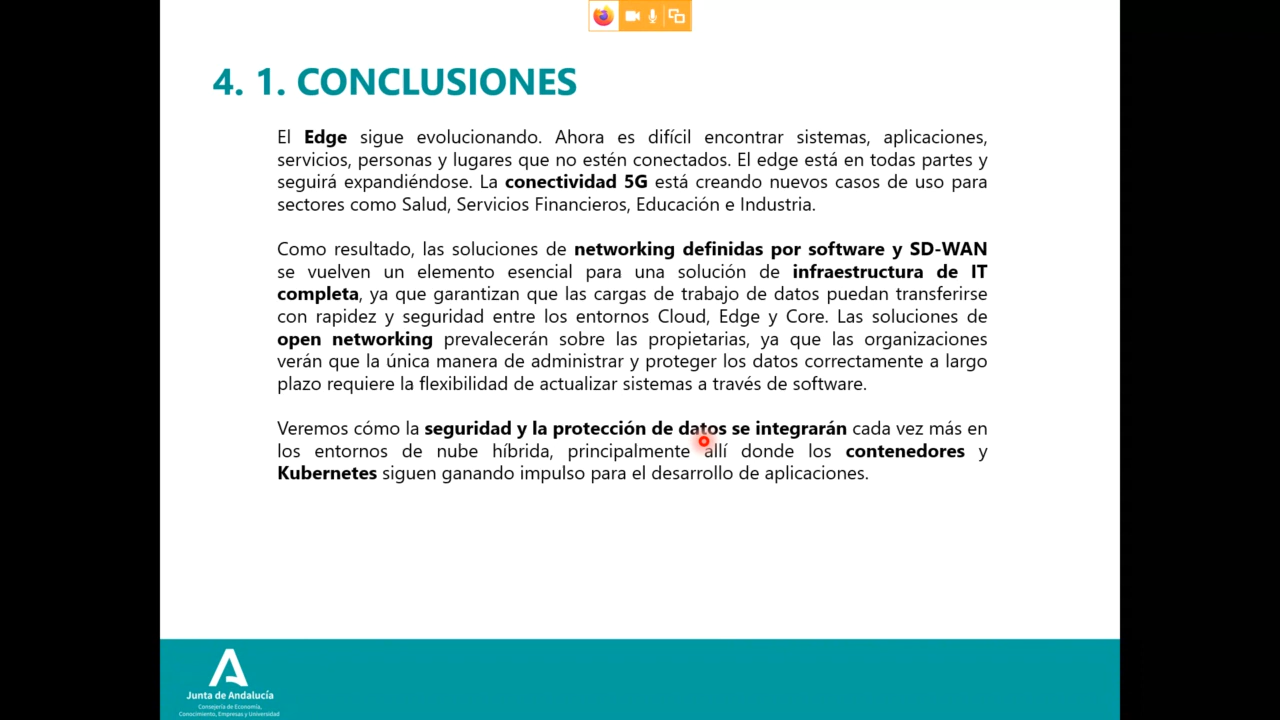 4. 1. CONCLUSIONES
El Edge sigue evolucionando. Ahora es difícil encontrar sistemas, aplicaciones,
servicios, personas y lugares que no estén conectados. El edge está en todas partes y
seguirá expandiéndose. La conectividad 5G está creando nuevos casos de uso para
sectores como Salud, Servicios Financieros, Educación e Industria.
Como resultado, las soluciones de networking definidas por software y SD-WAN
se vuelven un elemento esencial para una solución de infraestructura de IT
completa, ya que garantizan que las cargas de trabajo de datos puedan transferirse
con rapidez y seguridad entre los entornos Cloud, Edge y Core. Las soluciones de
open networking prevalecerán sobre las propietarias, ya que las organizaciones
verán que la única manera de administrar y proteger los datos correctamente a largo
plazo requiere la flexibilidad de actualizar sistemas a través de software.
Veremos cómo la seguridad y la protección de datos se integrarán cada vez más en
los entornos de nube híbrida, principalmente allí donde los contenedores y
Kubernetes siguen ganando impulso para el desarrollo de aplicaciones.
Junta de Andalucía
Consejería de Economía,
Conocimiento, Empresas y Universidad